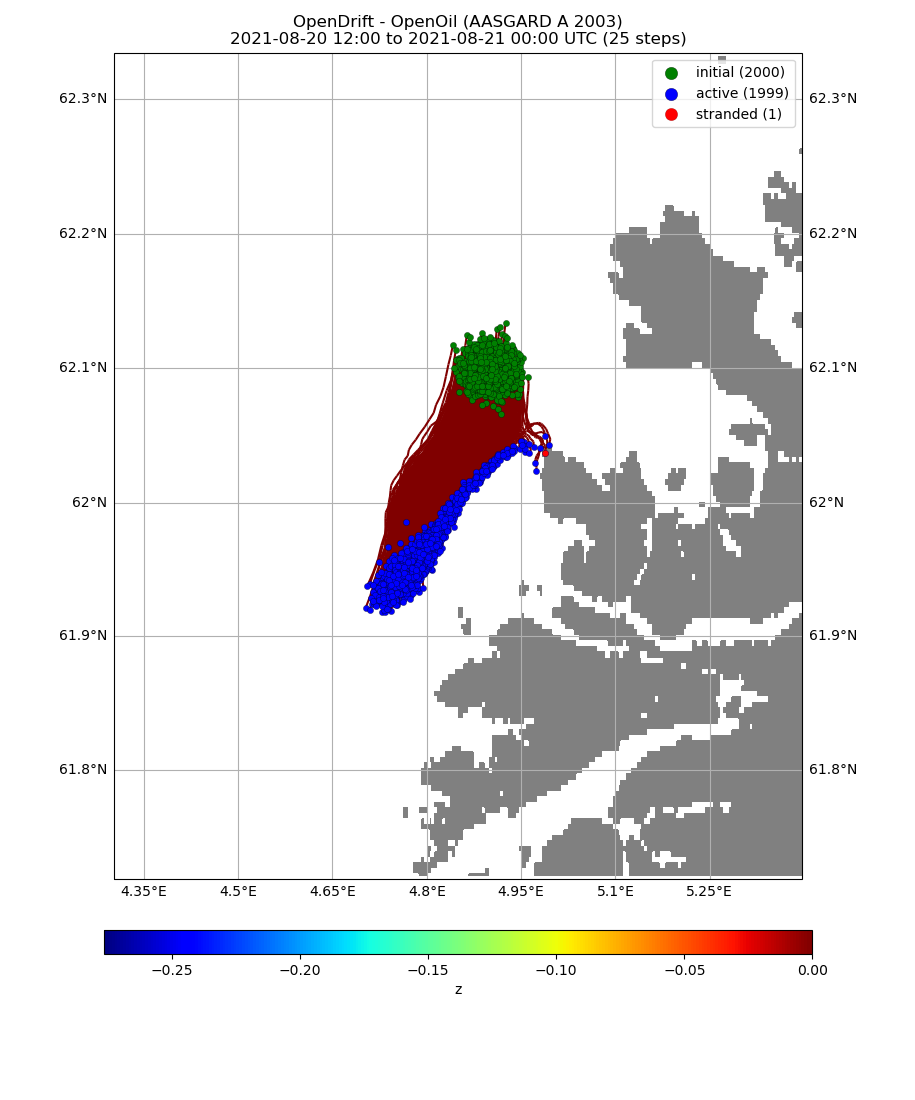 OpenDrift - OpenOil (AASGARD A 2003)
2021-08-20 12:00 to 2021-08-21 00:00 UTC (25 steps)
initial (2000)
active (1999)
stranded (1)
62.3°N 62.3°N
62.2°N 62.2°N
62.1°N 62.1°N
62°N 62°N
61.9°N 61.9°N
61.8°N 61.8°N
4.35°E 4.5°E 4.65°E 4.8°E 4.95°E 5.1°E 5.25°E
−0.25 −0.20 −0.15 −0.10 −0.05 0.00
z